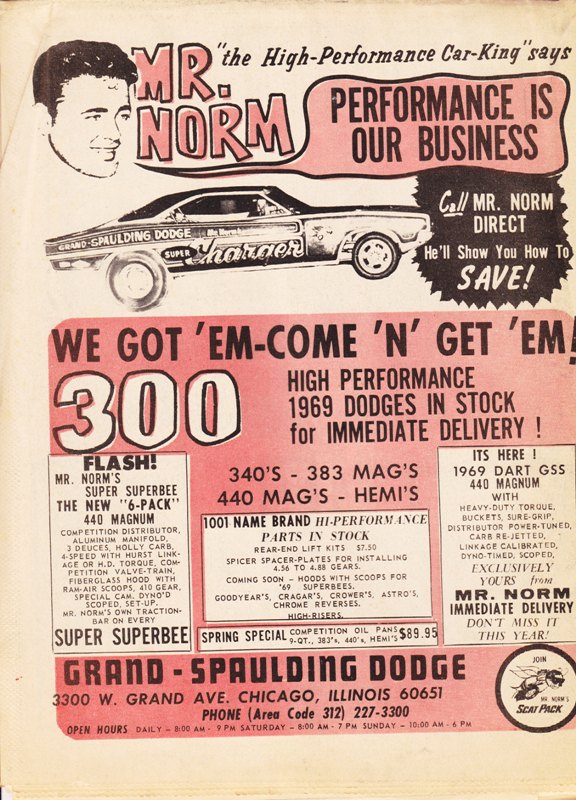 "the High-Performance Car-King" says
MR.
NORM
PERFORMANCE IS
OUR BUSINESS
Call MR. NORM
DIRECT
He'll Show You How To
SAVE!
GRAND-SPAULDING DODGE
Mr. Norm's
SUPER Charger
WE GOT 'EM-COME 'N' GET 'EM!
300
HIGH PERFORMANCE
1969 DODGES IN STOCK
for IMMEDIATE DELIVERY !
FLASH!
MR. NORM'S
SUPER SUPERBEE
THE NEW "6-PACK"
440 MAGNUM
COMPETITION DISTRIBUTOR,
ALUMINUM MANIFOLD,
3 DEUCES, HOLLY CARB,
4-SPEED WITH HURST LINK-
AGE OR H.D. TORQUE, COM-
PETITION VALVE-TRAIN,
FIBERGLASS HOOD WITH
RAM-AIR SCOOPS, 410 GEAR,
SPECIAL CAM. DYNO'D
SCOPED, SET-UP.
MR. NORM'S OWN TRACTION-
BAR ON EVERY
SUPER SUPERBEE
340'S - 383 MAG'S
440 MAG'S - HEMI'S
1001 NAME BRAND HI-PERFORMANCE
PARTS IN STOCK
REAR-END LIFT KITS $7.50
SPICER SPACER-PLATES FOR INSTALLING
4.56 TO 4.88 GEARS.
COMING SOON - HOODS WITH SCOOPS FOR
'69 SUPERBEES.
GOODYEAR'S, CRAGAR'S, CROWER'S, ASTRO'S,
CHROME REVERSES.
HIGH-RISERS.
SPRING SPECIAL COMPETITION OIL PANS
9-QT., 383's, 440's, HEMI'S $89.95
ITS HERE !
1969 DART GSS
440 MAGNUM
WITH
HEAVY-DUTY TORQUE,
BUCKETS, SURE-GRIP,
DISTRIBUTOR POWER-TUNED,
CARB RE-JETTED,
LINKAGE CALIBRATED,
DYNO-TIMED, SCOPED,
EXCLUSIVELY
YOURS from
MR. NORM
IMMEDIATE DELIVERY
DON'T MISS IT
THIS YEAR!
GRAND-SPAULDING DODGE
3300 W. GRAND AVE. CHICAGO, ILLINOIS 60651
PHONE (Area Code 312) 227-3300
OPEN HOURS DAILY - 8:00 AM - 9 PM SATURDAY - 8:00 AM - 7 PM SUNDAY - 10:00 AM - 6 PM
JOIN
MR. NORM'S
SCAT PACK